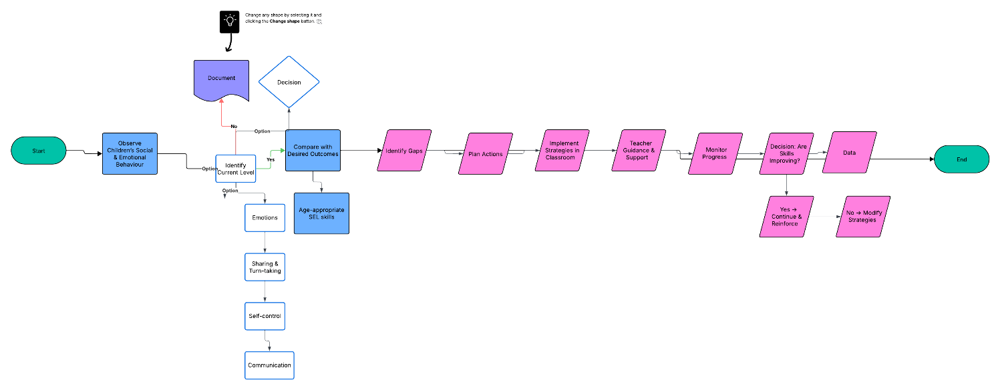 Change any shape by selecting it and
clicking the Change shape button.
Document
Decision
No
Option
Start
Observe
Children's Social
& Emotional
Behaviour
Option
Identify
Current Level
Yes
Compare with
Desired Outcomes
Identify Gaps
Plan Actions
Implement
Strategies in
Classroom
Teacher
Guidance &
Support
Monitor
Progress
Decision: Are
Skills
Improving?
Data
End
Option
Emotions
Age-appropriate
SEL skills
Yes →
Continue &
Reinforce
No → Modify
Strategies
Sharing &
Turn-taking
Self-control
Communication